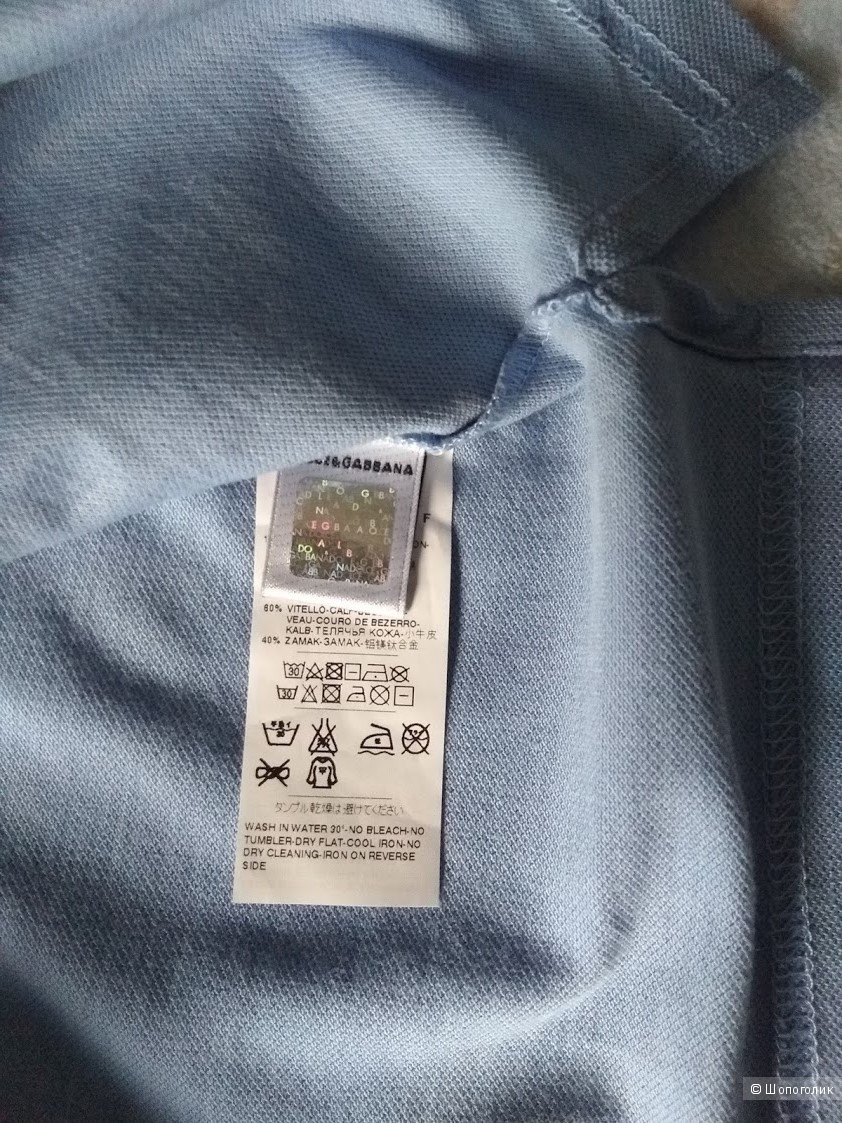 &GABBANA
F
60% VITELLO-CALF-
VEAU-COURO DE BEZERRO-
KALB-ТЕЛЯЧЬЯ КОЖА-小牛皮
40% ZAMAK-ЗАМАК-铝镁钛合金
30
30
タンブル乾燥は避けてください
WASH IN WATER 30°-NO BLEACH-NO
TUMBLER-DRY FLAT-COOL IRON-NO
DRY CLEANING-IRON ON REVERSE
SIDE
© Шопоголик